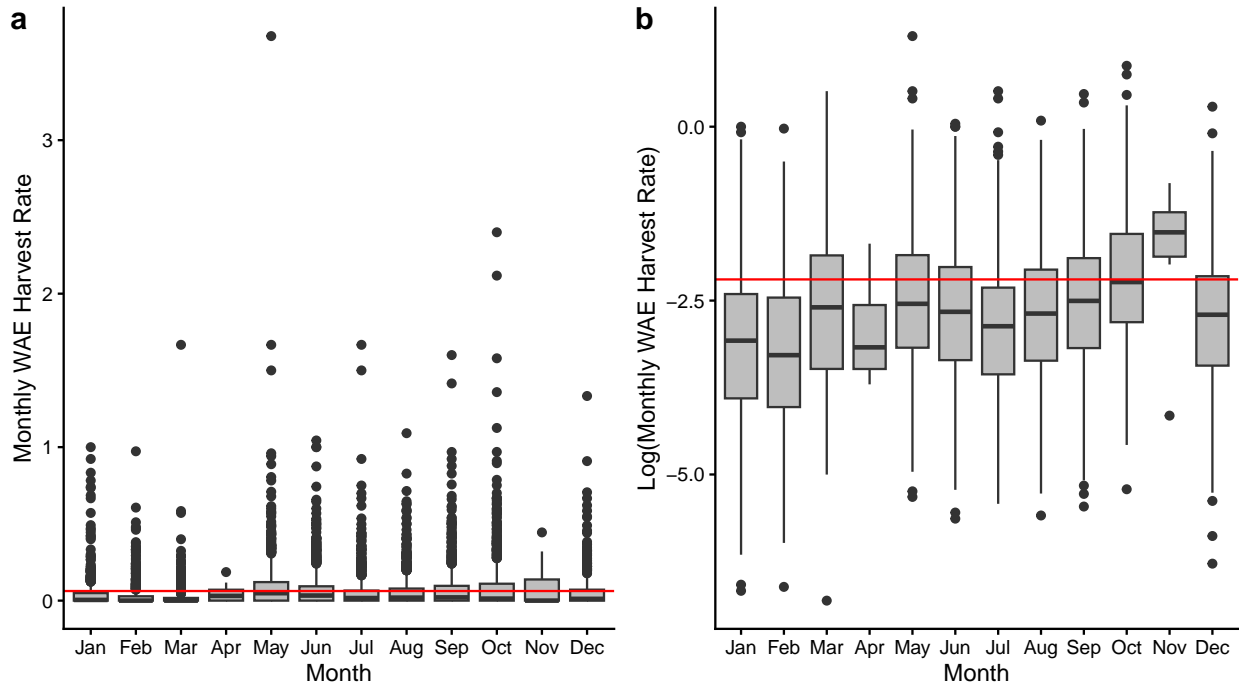 a
Monthly WAE Harvest Rate
3
2
1
0
Jan Feb Mar Apr May Jun Jul Aug Sep Oct Nov Dec
Month
b
Log(Monthly WAE Harvest Rate)
0.0
−2.5
−5.0
Jan Feb Mar Apr May Jun Jul Aug Sep Oct Nov Dec
Month